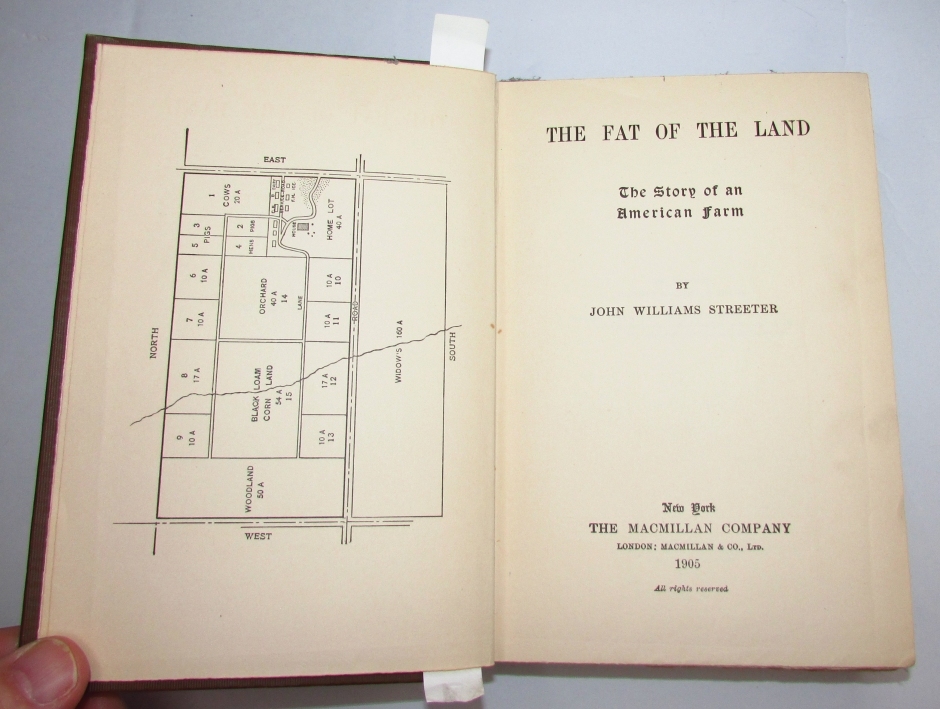 EAST
1
COWS
20 A
3
5
PIGS
2
PIGS
4
HENS
HOUSE
HOME LOT
40 A
6
10 A
7
10 A
8
17 A
9
10 A
ORCHARD
40 A
14
LANE
10 A
10
10 A
11
17 A
12
10 A
13
BLACK LOAM
CORN LAND
54 A
15
WOODLAND
50 A
ROAD
WIDOW'S 160 A
NORTH
SOUTH
WEST
THE FAT OF THE LAND
The Story of an
American Farm
BY
JOHN WILLIAMS STREETER
New York
THE MACMILLAN COMPANY
LONDON; MACMILLAN & CO., LTD.
1905
All rights reserved